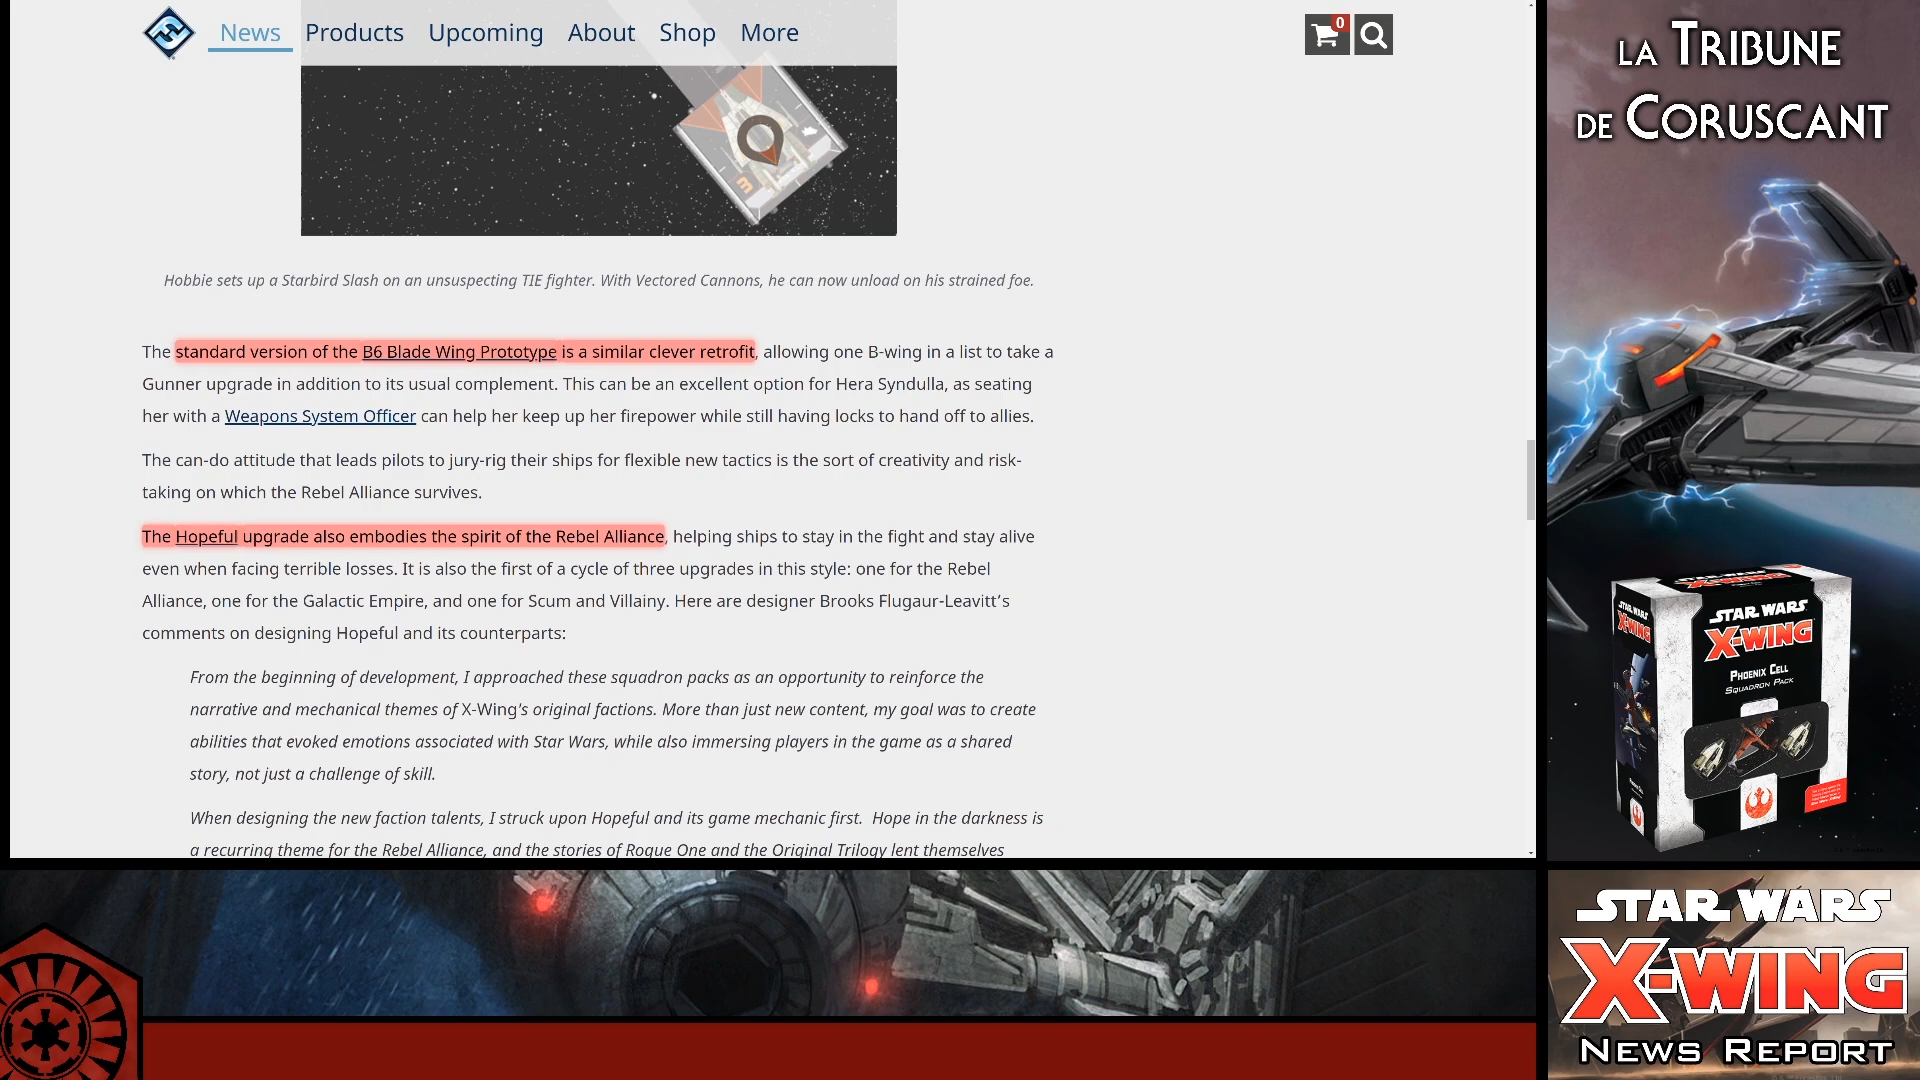 News Products Upcoming About Shop More
0
Hobbie sets up a Starbird Slash on an unsuspecting TIE fighter. With Vectored Cannons, he can now unload on his strained foe.
The standard version of the B6 Blade Wing Prototype is a similar clever retrofit, allowing one B-wing in a list to take a
Gunner upgrade in addition to its usual complement. This can be an excellent option for Hera Syndulla, as seating
her with a Weapons System Officer can help her keep up her firepower while still having locks to hand off to allies.
The can-do attitude that leads pilots to jury-rig their ships for flexible new tactics is the sort of creativity and risk-
taking on which the Rebel Alliance survives.
The Hopeful upgrade also embodies the spirit of the Rebel Alliance, helping ships to stay in the fight and stay alive
even when facing terrible losses. It is also the first of a cycle of three upgrades in this style: one for the Rebel
Alliance, one for the Galactic Empire, and one for Scum and Villainy. Here are designer Brooks Flugaur-Leavitt’s
comments on designing Hopeful and its counterparts:
From the beginning of development, I approached these squadron packs as an opportunity to reinforce the
narrative and mechanical themes of X-Wing's original factions. More than just new content, my goal was to create
abilities that evoked emotions associated with Star Wars, while also immersing players in the game as a shared
story, not just a challenge of skill.
When designing the new faction talents, I struck upon Hopeful and its game mechanic first. Hope in the darkness is
a recurring theme for the Rebel Alliance, and the stories of Rogue One and the Original Trilogy lent themselves
LA TRIBUNE
DE CORUSCANT
STAR WARS
X-WING
PHOENIX CELL
SQUADRON PACK
STAR WARS
X-WING
NEWS REPORT